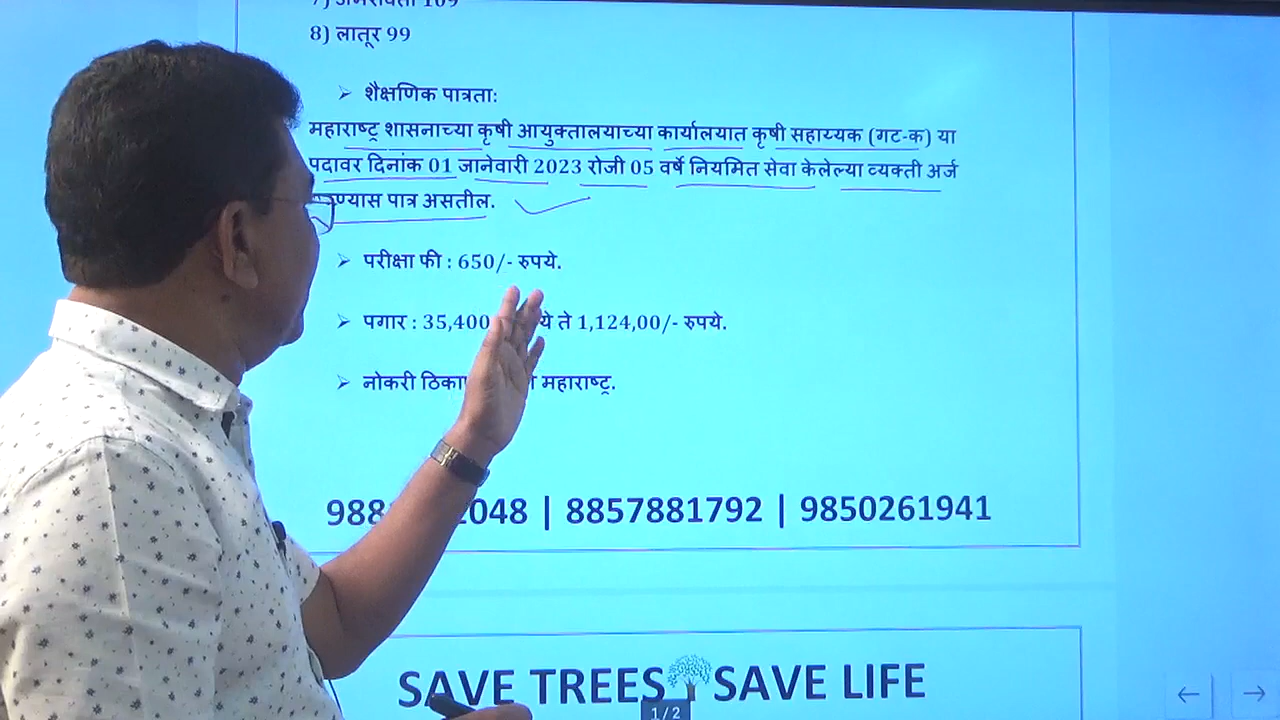 8) लातूर 99
➢ शैक्षणिक पात्रताः
महाराष्ट्र शासनाच्या कृषी आयुक्तालयाच्या कार्यालयात कृषी सहाय्यक (गट-क) या
पदावर दिनांक 01 जानेवारी 2023 रोजी 05 वर्षे नियमित सेवा केलेल्या व्यक्ती अर्ज
पात्र असतील.
➢ परीक्षा फी : 650/- रुपये.
➢ पगार : 35,400 ते 1,124,00/- रुपये.
➢ नोकरी महाराष्ट्र.
988 2048 | 8857881792 | 9850261941
SAVE TREES SAVE LIFE
1/2